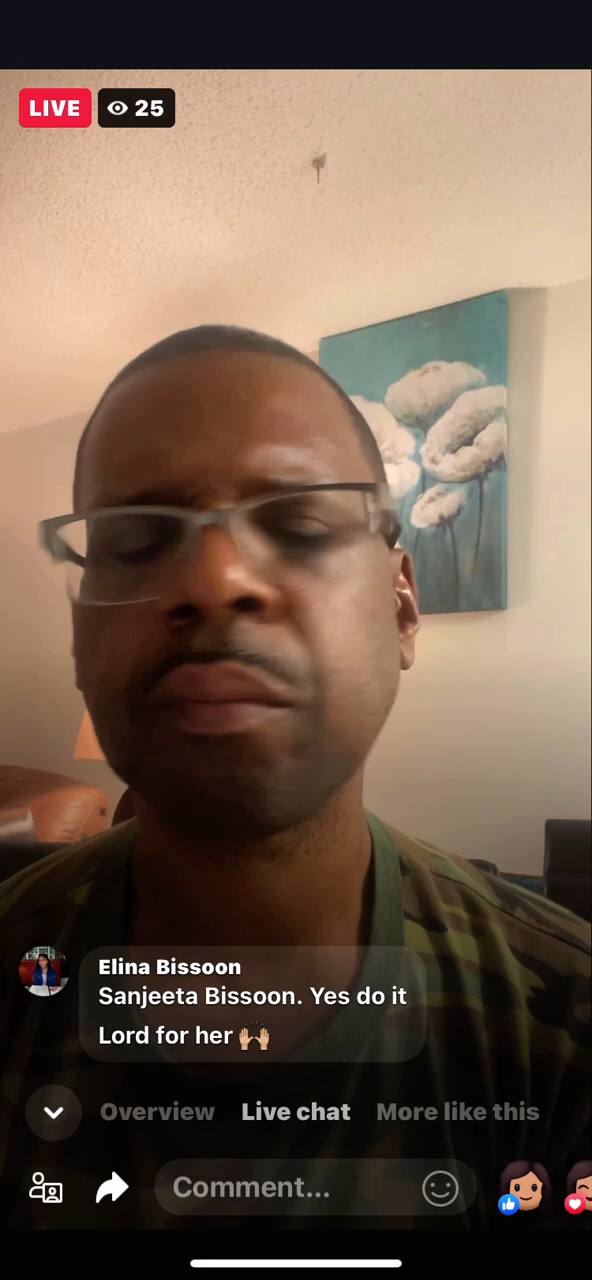 LIVE 25
Elina Bissoon
Sanjeeta Bissoon. Yes do it
Lord for her 🙌🏼
Overview Live chat More like this
Comment...